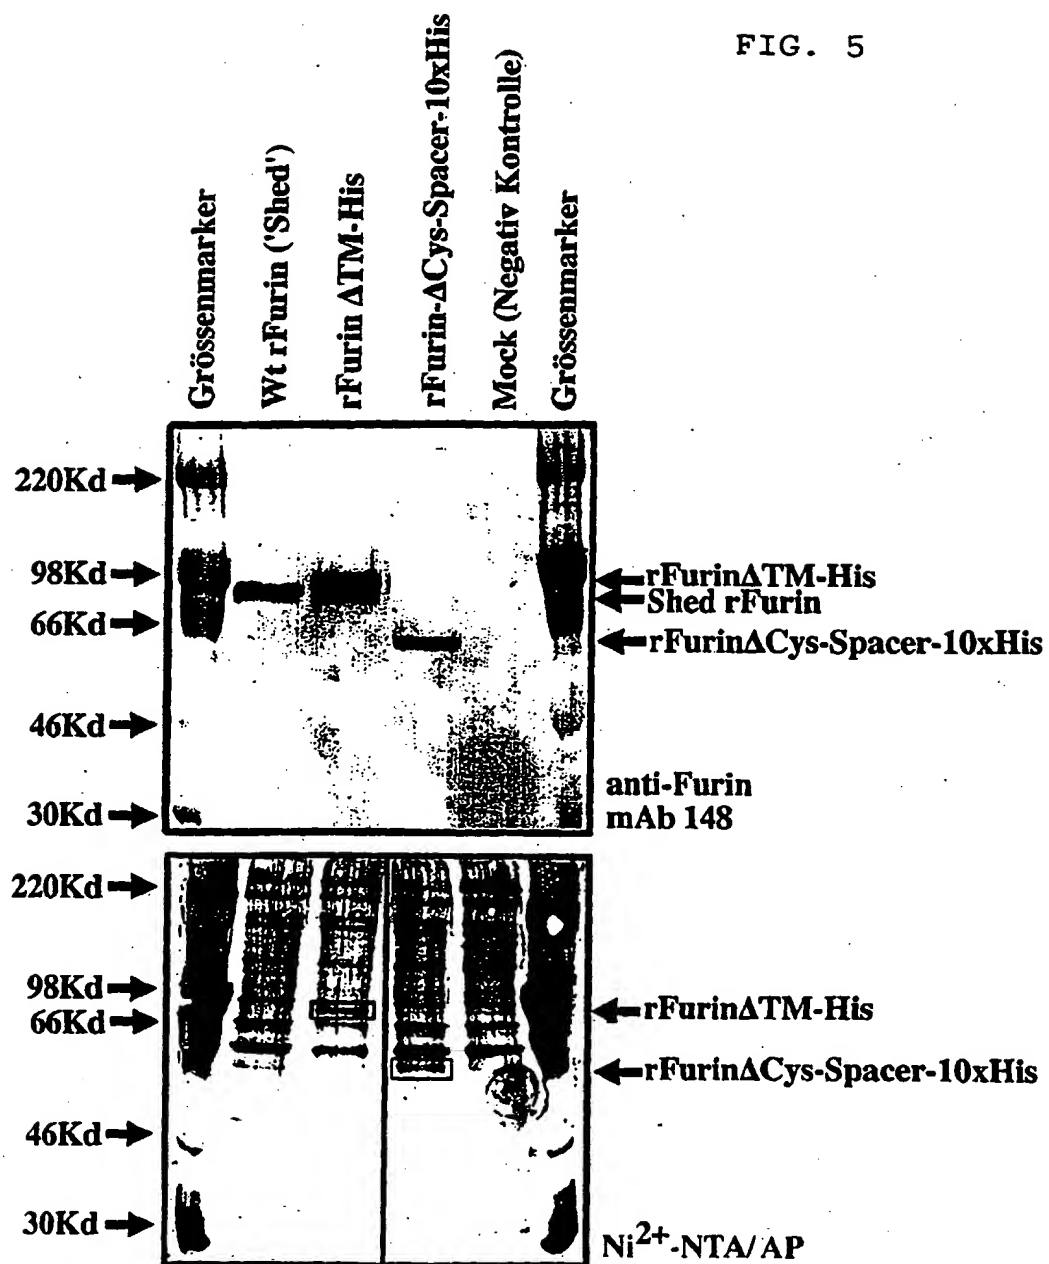 FIG. 5
Grössenmarker
Wt rFurin ('Shed')
rFurin ΔTM-His
rFurin-ΔCys-Spacer-10xHis
Mock (Negativ Kontrolle)
Grössenmarker
220Kd
98Kd
66Kd
46Kd
30Kd
rFurinΔTM-His
Shed rFurin
rFurinΔCys-Spacer-10xHis
anti-Furin
mAb 148
220Kd
98Kd
66Kd
46Kd
30Kd
rFurinΔTM-His
rFurinΔCys-Spacer-10xHis
Ni²⁺-NTA/AP